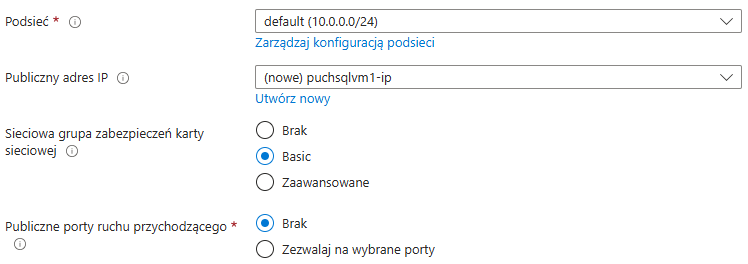 Podsieć *
default (10.0.0.0/24)
Zarządzaj konfiguracją podsieci
Publiczny adres IP
(nowe) puchsqlvm1-ip
Utwórz nowy
Sieciowa grupa zabezpieczeń karty
sieciowej
Brak
Basic
Zaawansowane
Publiczne porty ruchu przychodzącego *
Brak
Zezwalaj na wybrane porty